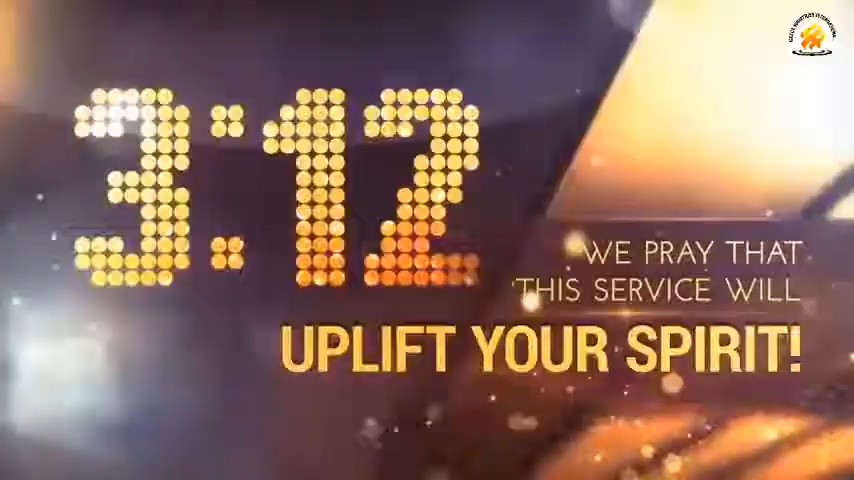 3:12
WE PRAY THAT
THIS SERVICE WILL
UPLIFT YOUR SPIRIT!